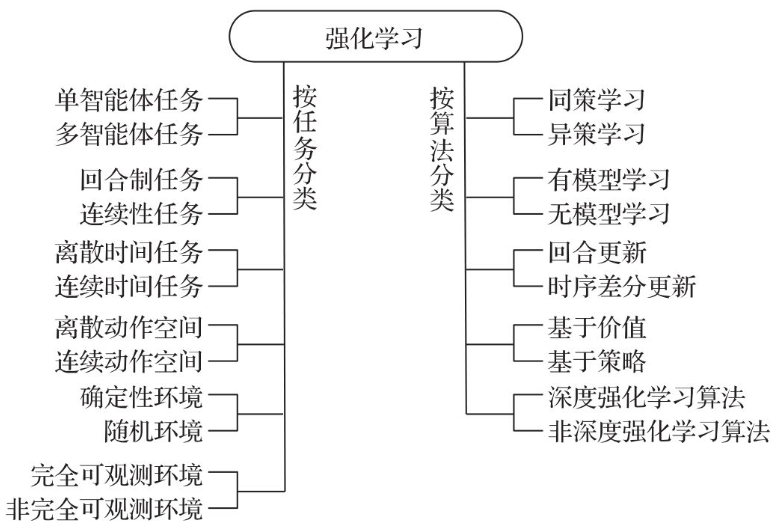 强化学习
按任务分类
单智能体任务
多智能体任务
回合制任务
连续性任务
离散时间任务
连续时间任务
离散动作空间
连续动作空间
确定性环境
随机环境
完全可观测环境
非完全可观测环境
按算法分类
同策学习
异策学习
有模型学习
无模型学习
回合更新
时序差分更新
基于价值
基于策略
深度强化学习算法
非深度强化学习算法